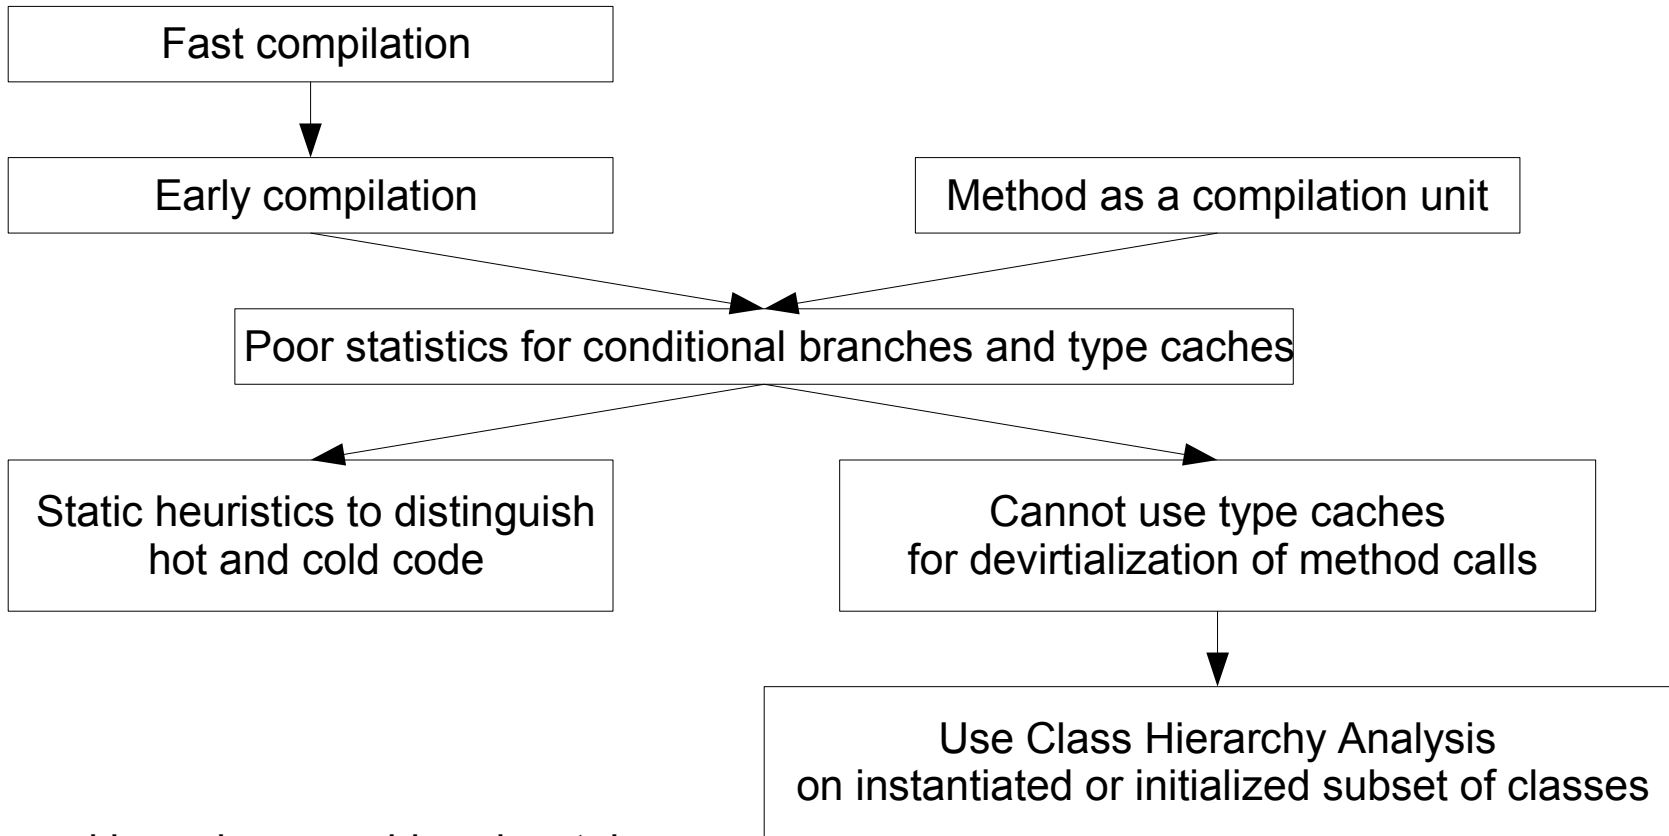 Fast compilation
Early compilation
Method as a compilation unit
Poor statistics for conditional branches and type caches
Static heuristics to distinguish
hot and cold code
Cannot use type caches
for devirtialization of method calls
Use Class Hierarchy Analysis
on instantiated or initialized subset of classes